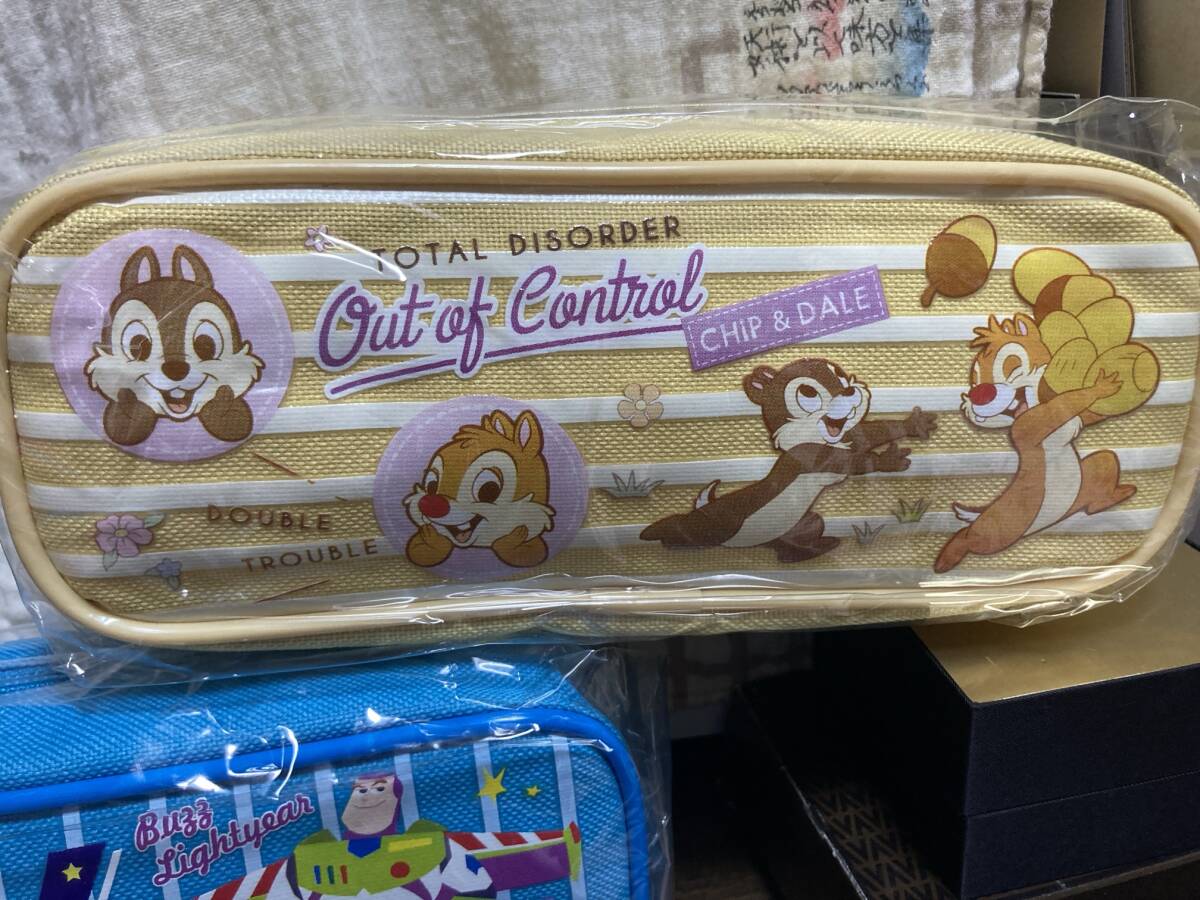 TOTAL DISORDER
Out of Control
CHIP & DALE
DOUBLE
TROUBLE
Buzz
Lightyear